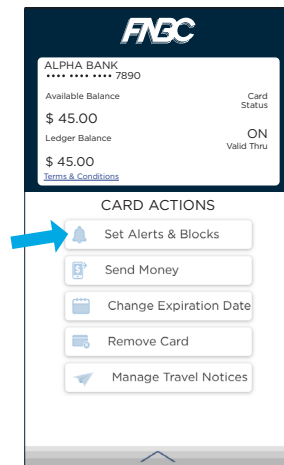 FNBC
ALPHA BANK
•••• •••• •••• 7890
Available Balance
Card
Status
$ 45.00
ON
Ledger Balance
Valid Thru
$ 45.00
Terms & Conditions
CARD ACTIONS
Set Alerts & Blocks
Send Money
Change Expiration Date
Remove Card
Manage Travel Notices